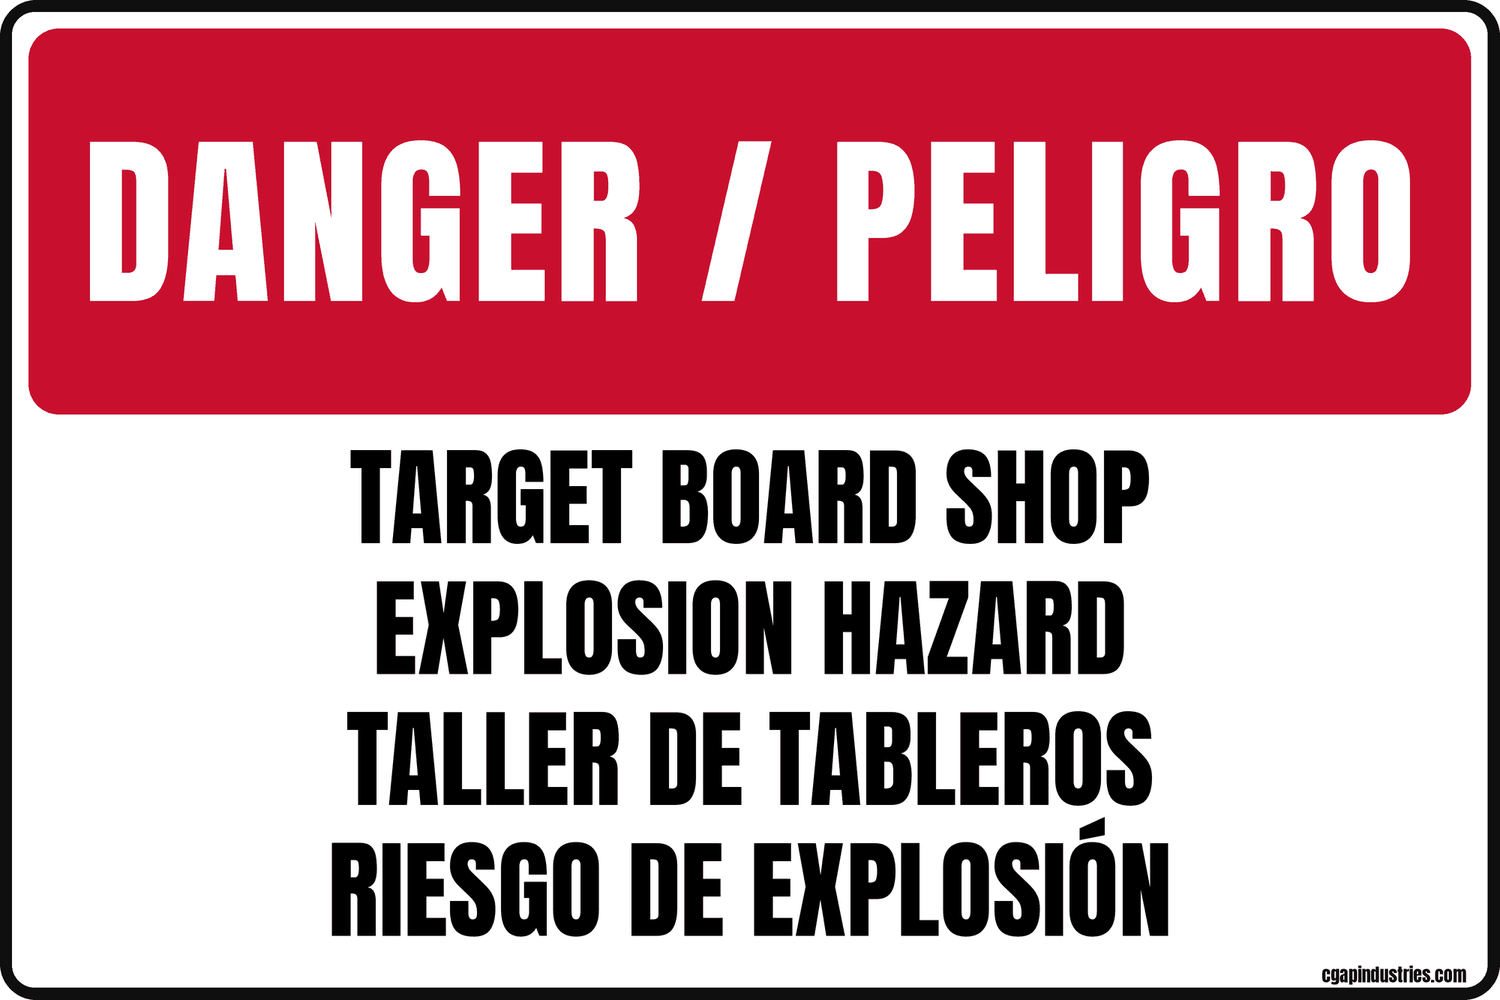 DANGER / PELIGRO
TARGET BOARD SHOP
EXPLOSION HAZARD
TALLER DE TABLEROS
RIESGO DE EXPLOSIÓN
cgapindustries.com